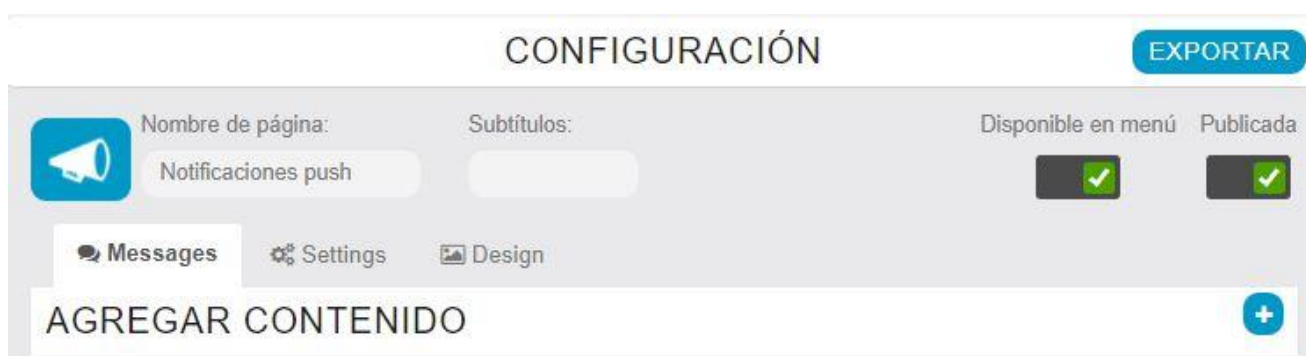 CONFIGURACIÓN
EXPORTAR
Nombre de página:
Subtítulos:
Disponible en menú
Publicada
Notificaciones push
Messages
Settings
Design
AGREGAR CONTENIDO